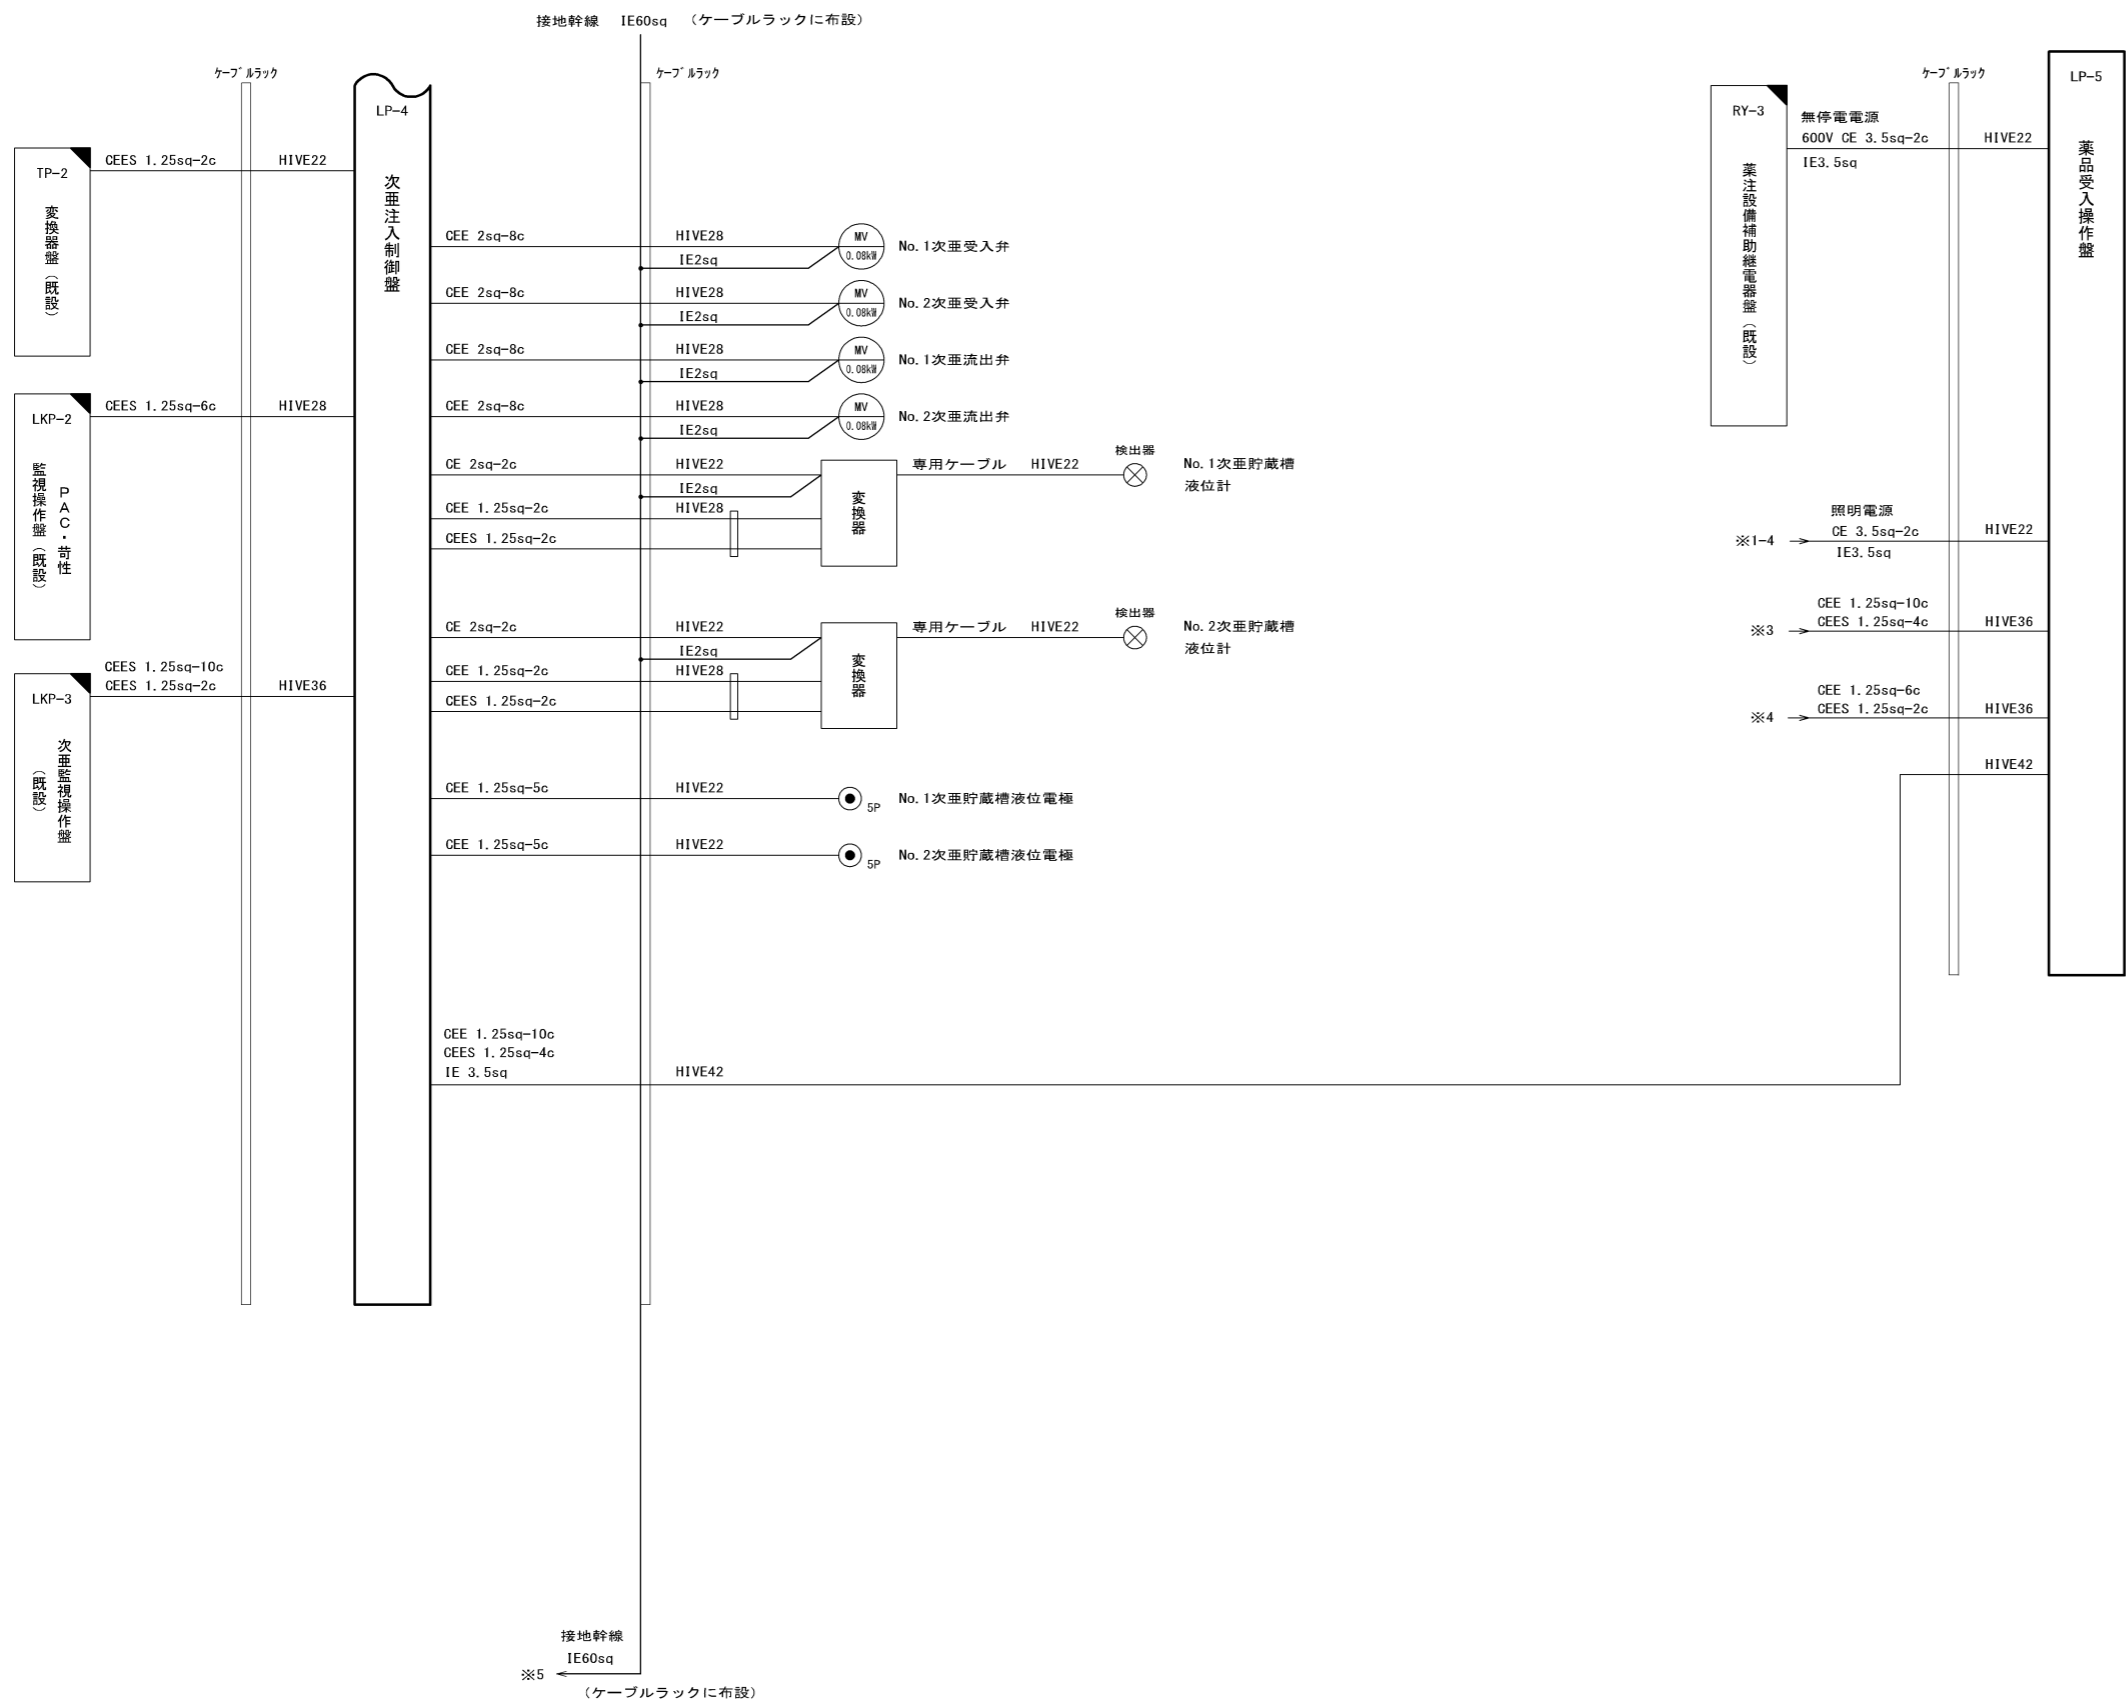 接地幹線 IE60sq （ケーブルラックに布設）
ｹｰﾌﾞﾙﾗｯｸ
ｹｰﾌﾞﾙﾗｯｸ
LP-4
次亜注入制御盤
TP-2
変換器盤（既設）
CEES 1.25sq-2c HIVE22
LKP-2
PAC・苛性
監視操作盤（既設）
CEES 1.25sq-6c HIVE28
LKP-3
次亜監視操作盤
（既設）
CEES 1.25sq-10c
CEES 1.25sq-2c HIVE36
CEE 2sq-8c HIVE28 MV No.1次亜受入弁
IE2sq 0.08kW
CEE 2sq-8c HIVE28 MV No.2次亜受入弁
IE2sq 0.08kW
CEE 2sq-8c HIVE28 MV No.1次亜流出弁
IE2sq 0.08kW
CEE 2sq-8c HIVE28 MV No.2次亜流出弁
IE2sq 0.08kW
CE 2sq-2c HIVE22
IE2sq
CEE 1.25sq-2c HIVE28
CEES 1.25sq-2c
変換器
専用ケーブル HIVE22
検出器
No.1次亜貯蔵槽
液位計
CE 2sq-2c HIVE22
IE2sq
CEE 1.25sq-2c HIVE28
CEES 1.25sq-2c
変換器
専用ケーブル HIVE22
検出器
No.2次亜貯蔵槽
液位計
CEE 1.25sq-5c HIVE22 5P No.1次亜貯蔵槽液位電極
CEE 1.25sq-5c HIVE22 5P No.2次亜貯蔵槽液位電極
CEE 1.25sq-10c
CEES 1.25sq-4c
IE 3.5sq HIVE42
接地幹線
IE60sq
※5
（ケーブルラックに布設）
ｹｰﾌﾞﾙﾗｯｸ
LP-5
薬品受入操作盤
RY-3
薬注設備補助継電器盤（既設）
無停電電源
600V CE 3.5sq-2c HIVE22
IE3.5sq
照明電源
※1-4 CE 3.5sq-2c HIVE22
IE3.5sq
CEE 1.25sq-10c
※3 CEES 1.25sq-4c HIVE36
CEE 1.25sq-6c
※4 CEES 1.25sq-2c HIVE36
HIVE42